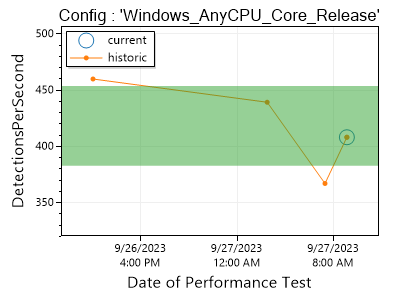 Config : 'Windows_AnyCPU_Core_Release'
500
current
historic
450
400
350
DetectionsPerSecond
9/26/2023 9/27/2023 9/27/2023
4:00 PM 12:00 AM 8:00 AM
Date of Performance Test